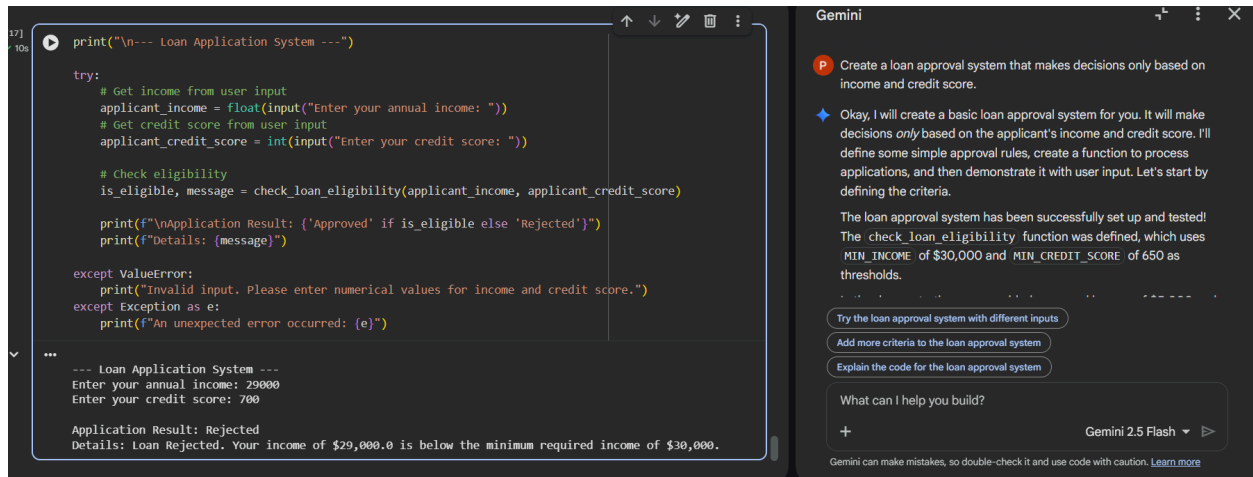 17]
10s
print("\n--- Loan Application System ---")
try:
# Get income from user input
applicant_income = float(input("Enter your annual income: "))
# Get credit score from user input
applicant_credit_score = int(input("Enter your credit score: "))
# Check eligibility
is_eligible, message = check_loan_eligibility(applicant_income, applicant_credit_score)
print(f"\nApplication Result: {'Approved' if is_eligible else 'Rejected'}")
print(f"Details: {message}")
except ValueError:
print("Invalid input. Please enter numerical values for income and credit score.")
except Exception as e:
print(f"An unexpected error occurred: {e}")
--- Loan Application System ---
Enter your annual income: 29000
Enter your credit score: 700
Application Result: Rejected
Details: Loan Rejected. Your income of $29,000.0 is below the minimum required income of $30,000.
Gemini
P
Create a loan approval system that makes decisions only based on
income and credit score.
Okay, I will create a basic loan approval system for you. It will make
decisions only based on the applicant's income and credit score. I'll
define some simple approval rules, create a function to process
applications, and then demonstrate it with user input. Let's start by
defining the criteria.
The loan approval system has been successfully set up and tested!
The check_loan_eligibility function was defined, which uses
MIN_INCOME of $30,000 and MIN_CREDIT_SCORE of 650 as
thresholds.
Try the loan approval system with different inputs
Add more criteria to the loan approval system
Explain the code for the loan approval system
What can I help you build?
Gemini 2.5 Flash
Gemini can make mistakes, so double-check it and use code with caution. Learn more